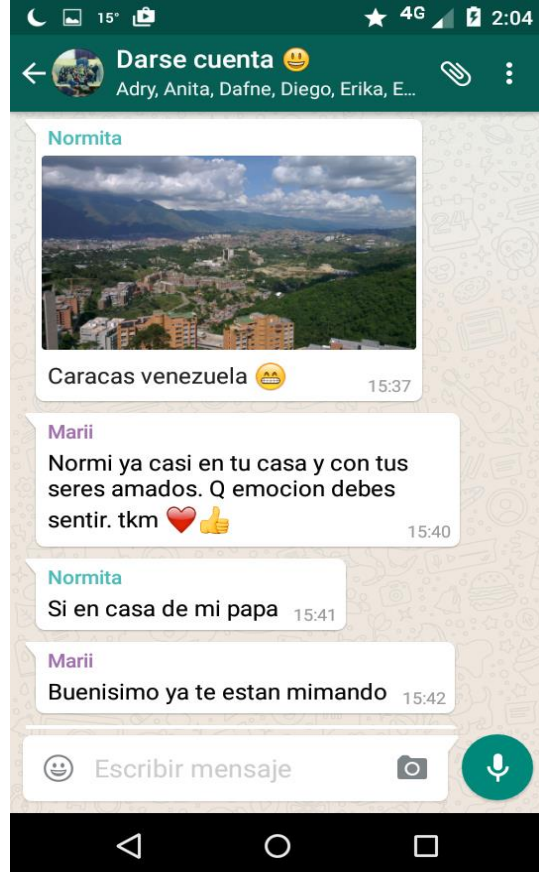 15° 4G 2:04
Darse cuenta 😃
Adry, Anita, Dafne, Diego, Erika, E...
Normita
Caracas venezuela 😁 15:37
Marii
Normi ya casi en tu casa y con tus
seres amados. Q emocion debes
sentir. tkm ❤️👍 15:40
Normita
Si en casa de mi papa 15:41
Marii
Buenisimo ya te estan mimando 15:42
Escribir mensaje